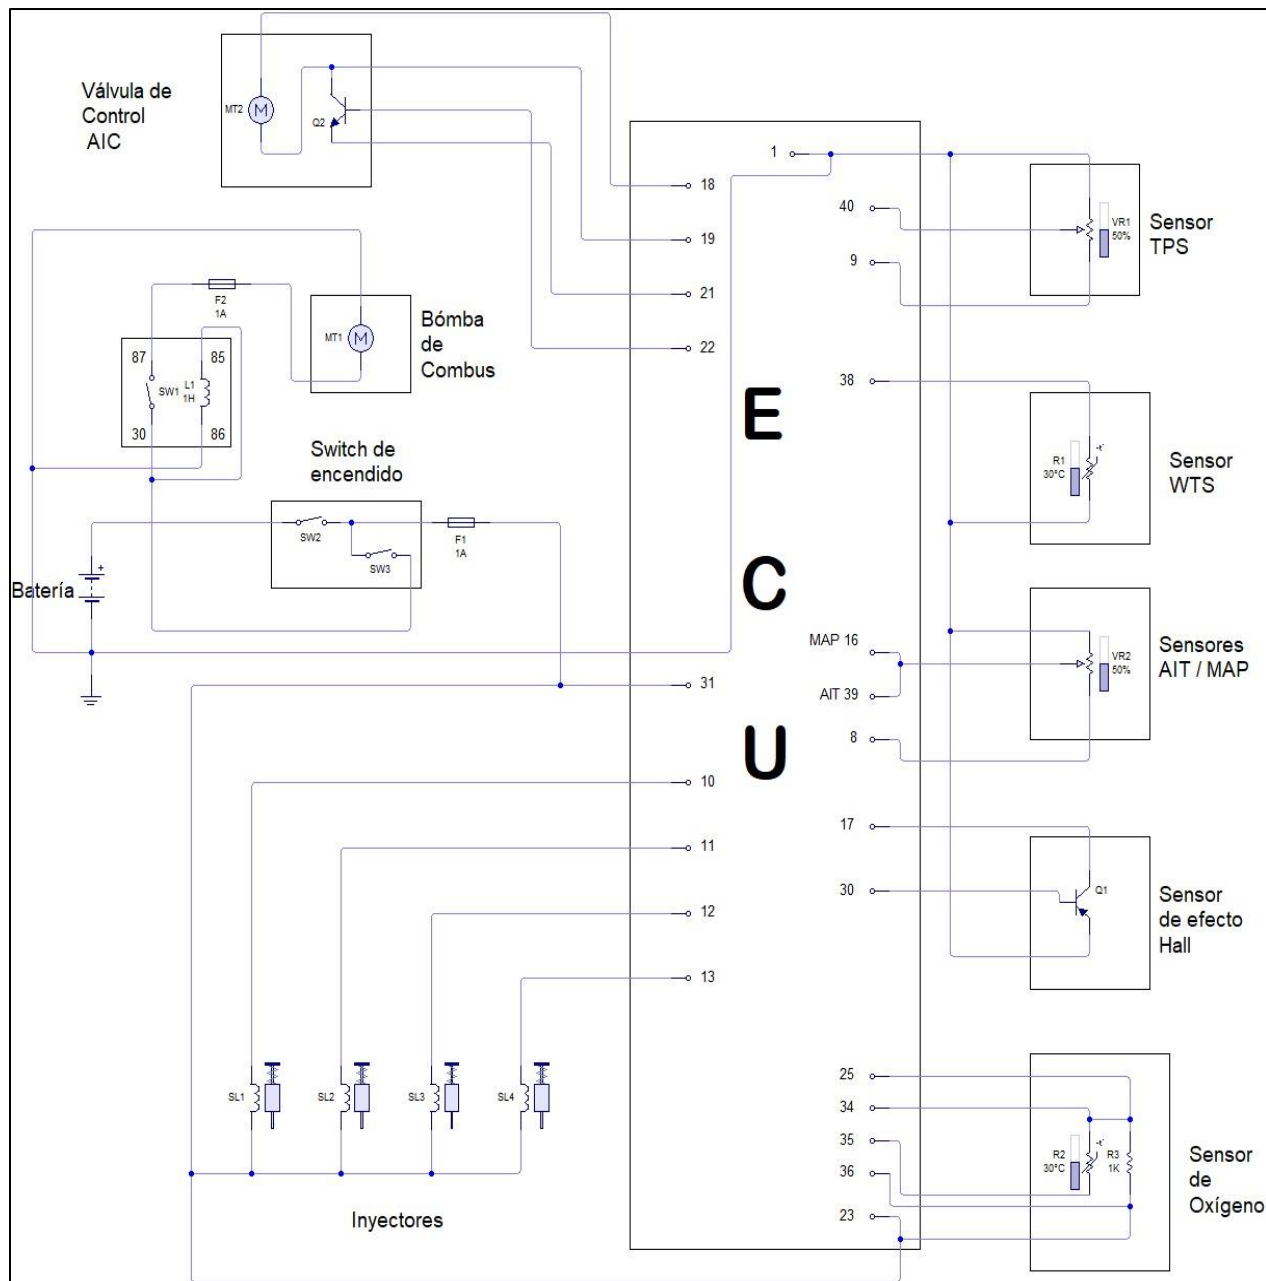 Válvula de
Control
AIC
MT2
M
Q2
1
18
40
VR1
50%
Sensor
TPS
19
9
21
22
F2
1A
MT1
M
Bómba
de
Combus
87
85
SW1
L1
1H
30
86
38
E
C
U
R1
30°C
-t°
Sensor
WTS
Switch de
encendido
SW2
SW3
F1
1A
+
Batería
MAP 16
AIT 39
8
VR2
50%
Sensores
AIT / MAP
31
10
11
12
13
17
30
Q1
Sensor
de efecto
Hall
SL1
SL2
SL3
SL4
Inyectores
25
34
35
36
23
R2
30°C
-t°
R3
1K
Sensor
de
Oxígeno